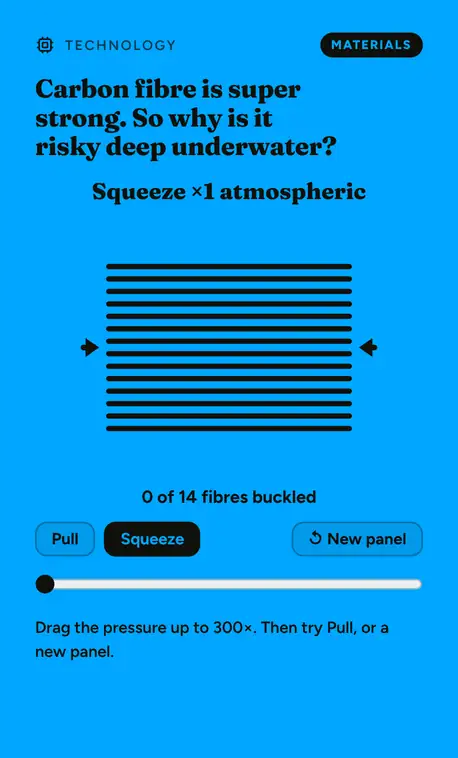 TECHNOLOGY
MATERIALS
Carbon fibre is super
strong. So why is it
risky deep underwater?
Squeeze ×1 atmospheric
0 of 14 fibres buckled
Pull
Squeeze
New panel
Drag the pressure up to 300×. Then try Pull, or a
new panel.